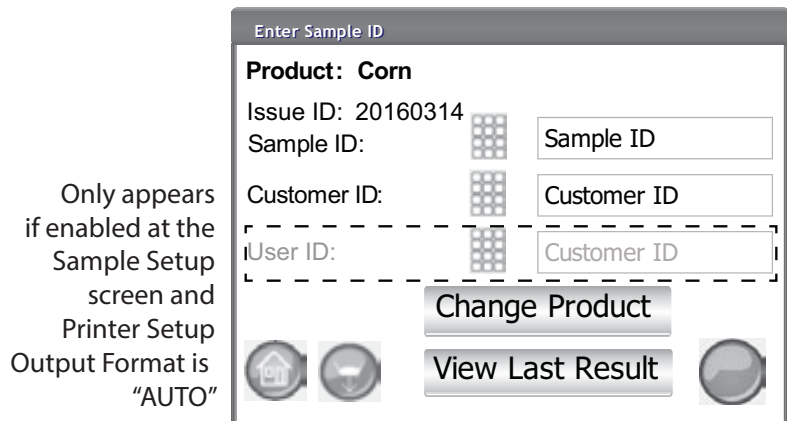 Enter Sample ID
Product: Corn
Issue ID: 20160314
Sample ID:
Sample ID
Customer ID:
Customer ID
User ID:
Customer ID
Change Product
View Last Result
Only appears
if enabled at the
Sample Setup
screen and
Printer Setup
Output Format is
“AUTO”